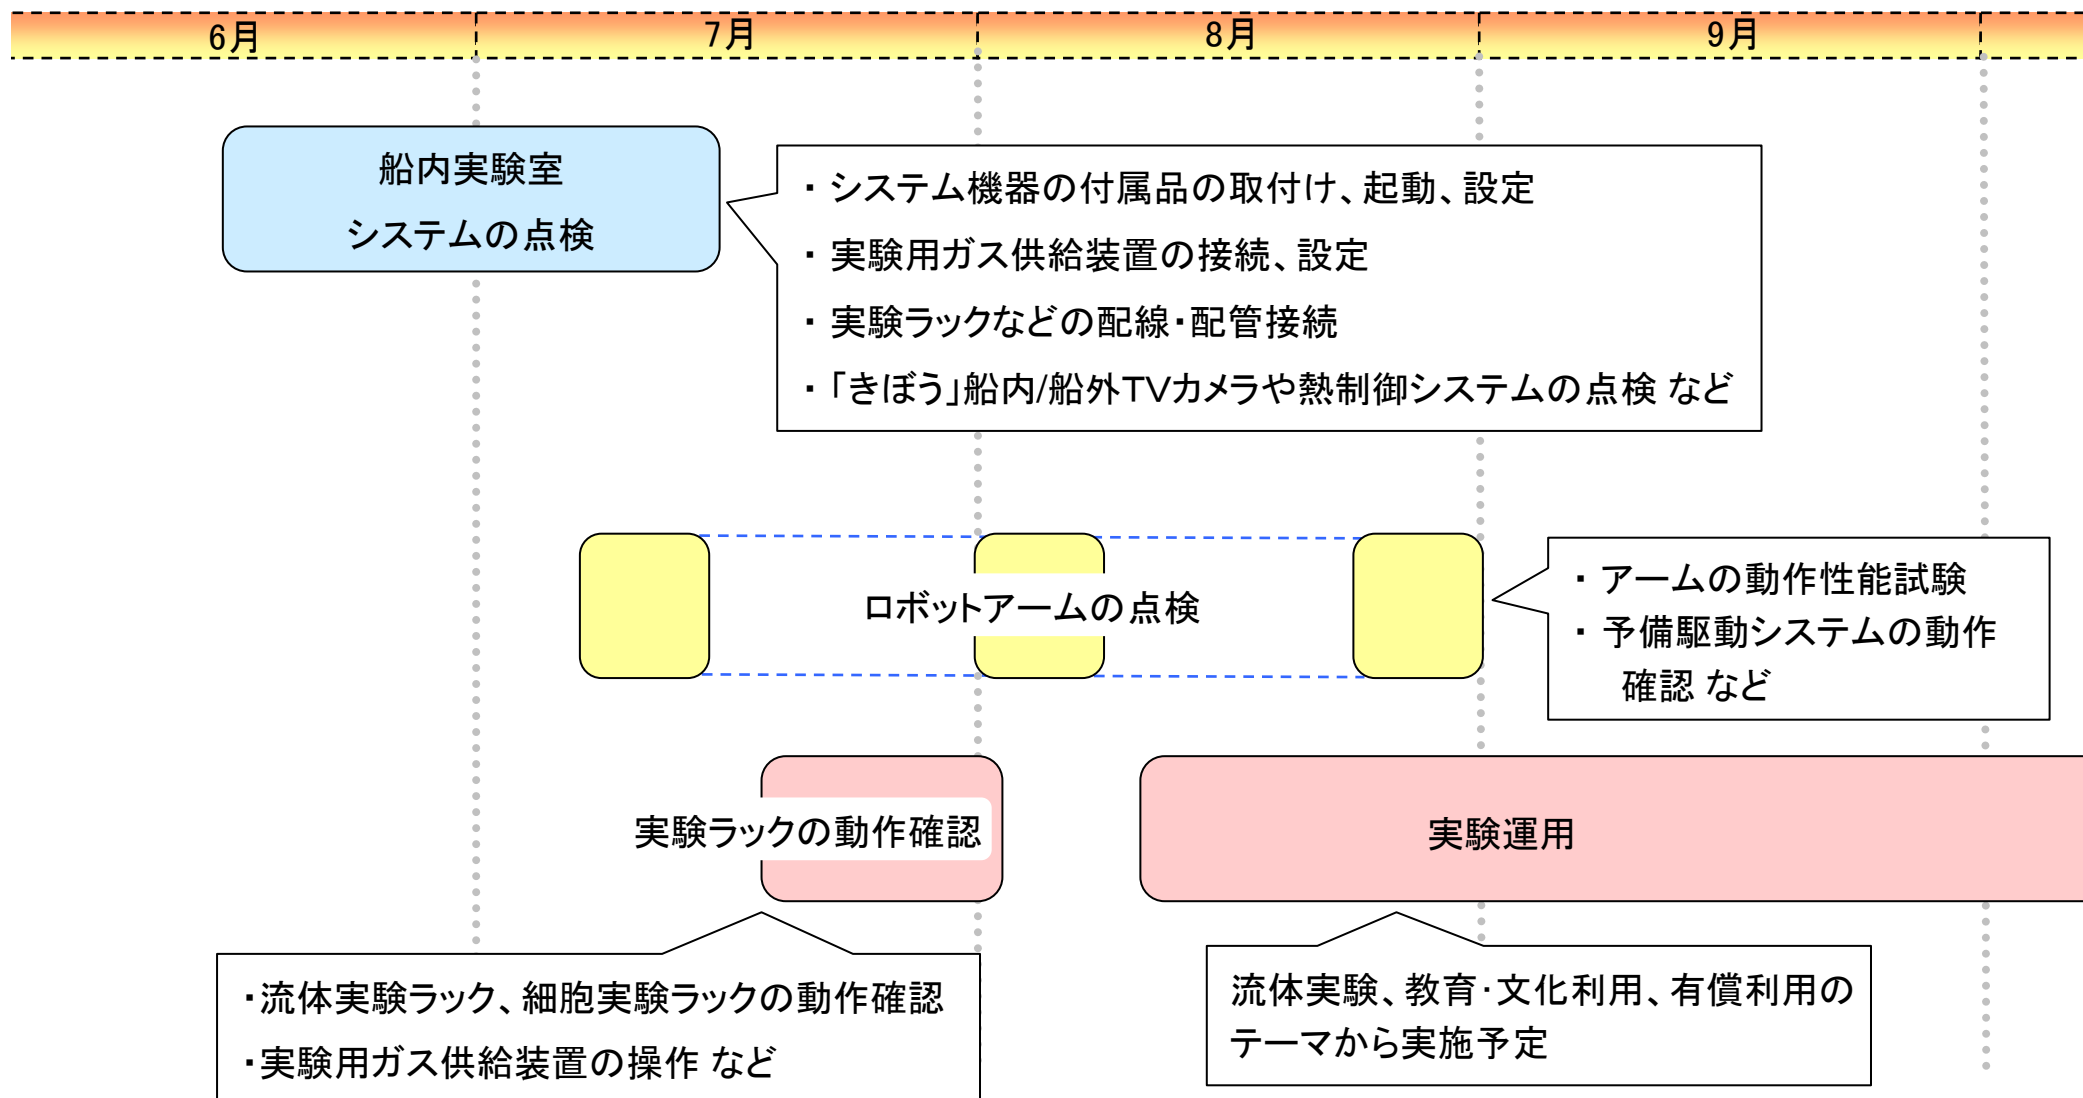 6月
7月
8月
9月
船内実験室
システムの点検
・ システム機器の付属品の取付け、起動、設定
・ 実験用ガス供給装置の接続、設定
・ 実験ラックなどの配線・配管接続
・ 「きぼう」船内/船外TVカメラや熱制御システムの点検 など
ロボットアームの点検
・ アームの動作性能試験
・ 予備駆動システムの動作
確認 など
実験ラックの動作確認
実験運用
・流体実験ラック、細胞実験ラックの動作確認
・実験用ガス供給装置の操作 など
流体実験、教育・文化利用、有償利用の
テーマから実施予定